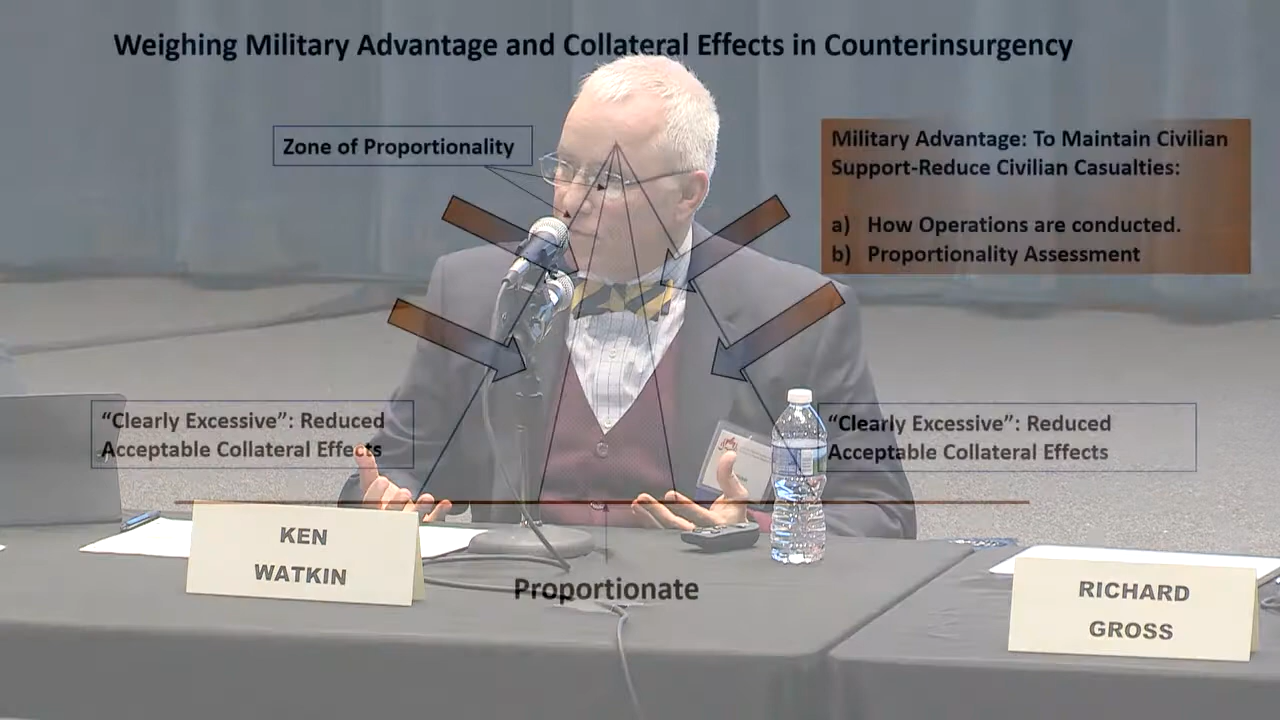 Weighing Military Advantage and Collateral Effects in Counterinsurgency
Zone of Proportionality
Military Advantage: To Maintain Civilian
Support-Reduce Civilian Casualties:
a) How Operations are conducted.
b) Proportionality Assessment
"Clearly Excessive": Reduced
Acceptable Collateral Effects
"Clearly Excessive": Reduced
Acceptable Collateral Effects
KEN
WATKIN
Proportionate
RICHARD
GROSS